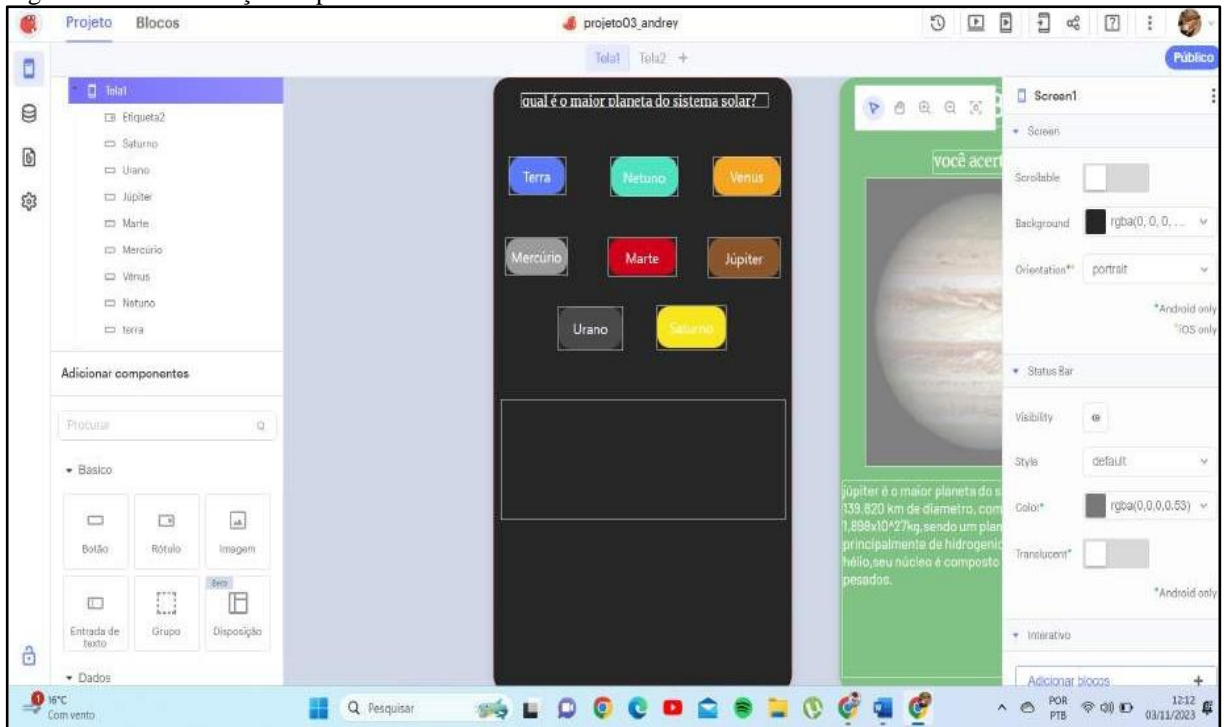 Projeto Blocos
projeto03_andrey
Tela1 Tela2 +
Público
Tela1
Etiqueta2
Saturno
Urano
Júpiter
Marte
Mercúrio
Vênus
Netuno
terra
Adicionar componentes
Procurar
Basico
Botão Rótulo Imagem
Beta
Entrada de texto Grupo Disposição
Dados
qual é o maior planeta do sistema solar?
Terra Netuno Venus
Mercúrio Marte Júpiter
Urano Saturno
você acert
júpiter é o maior planeta do s
139.820 km de diametro, com
1,898x10^27kg,sendo um plan
principalmente de hidrogenio
hélio,seu núcleo é composto
pesados.
Screen1
Screen
Scrollable
Background rgba(0, 0, 0, ...
Orientation*° portrait
*Android only
°iOS only
Status Bar
Visibility
Style default
Color* rgba(0,0,0,0.53)
Translucent*
*Android only
Interativo
Adicionar blocos +
1
16°C
Com vento
Pesquisar
POR
PTB
12:12
03/11/2023